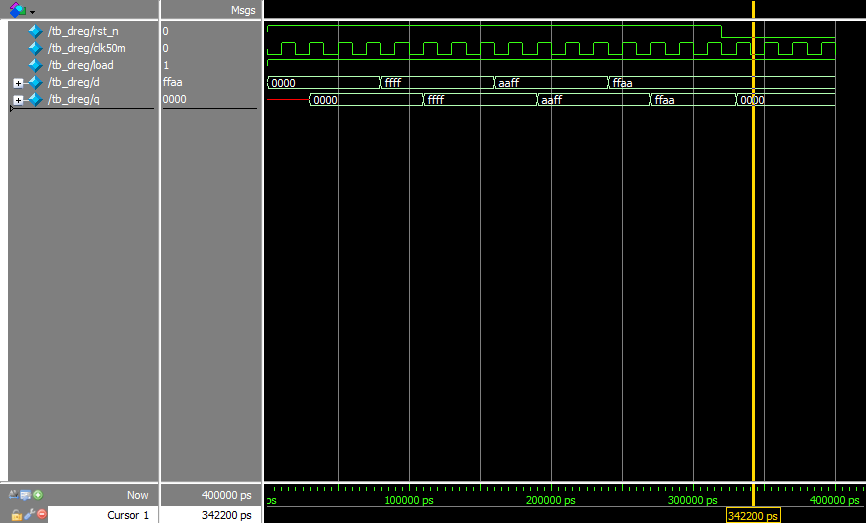 Msgs
/tb_dreg/rst_n 0
/tb_dreg/clk50m 0
/tb_dreg/load 1
/tb_dreg/d ffaa 0000 ffff aaff ffaa
/tb_dreg/q 0000 0000 ffff aaff ffaa 0000
Now 400000 ps ps 100000 ps 200000 ps 300000 ps 400000 ps
Cursor 1 342200 ps 342200 ps